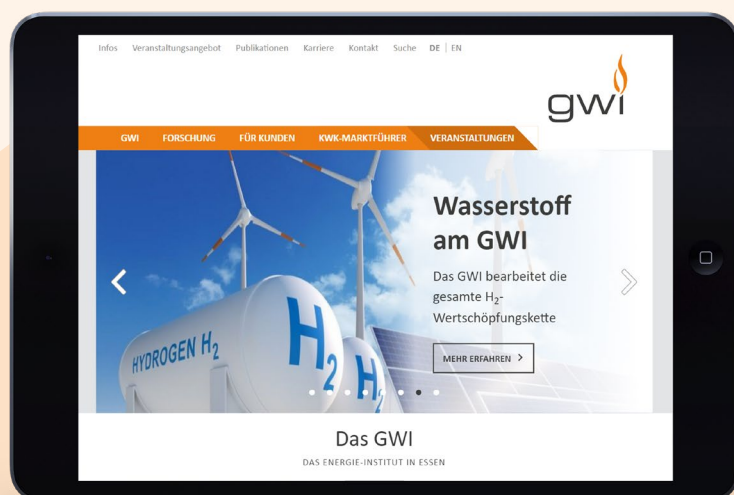 Infos Veranstaltungsangebot Publikationen Karriere Kontakt Suche DE | EN
gwi
GWI FORSCHUNG FÜR KUNDEN KWK-MARKTFÜHRER VERANSTALTUNGEN
Wasserstoff
am GWI
Das GWI bearbeitet die
gesamte H₂-
Wertschöpfungskette
MEHR ERFAHREN >
HYDROGEN H₂
H₂
H₂
Das GWI
DAS ENERGIE-INSTITUT IN ESSEN